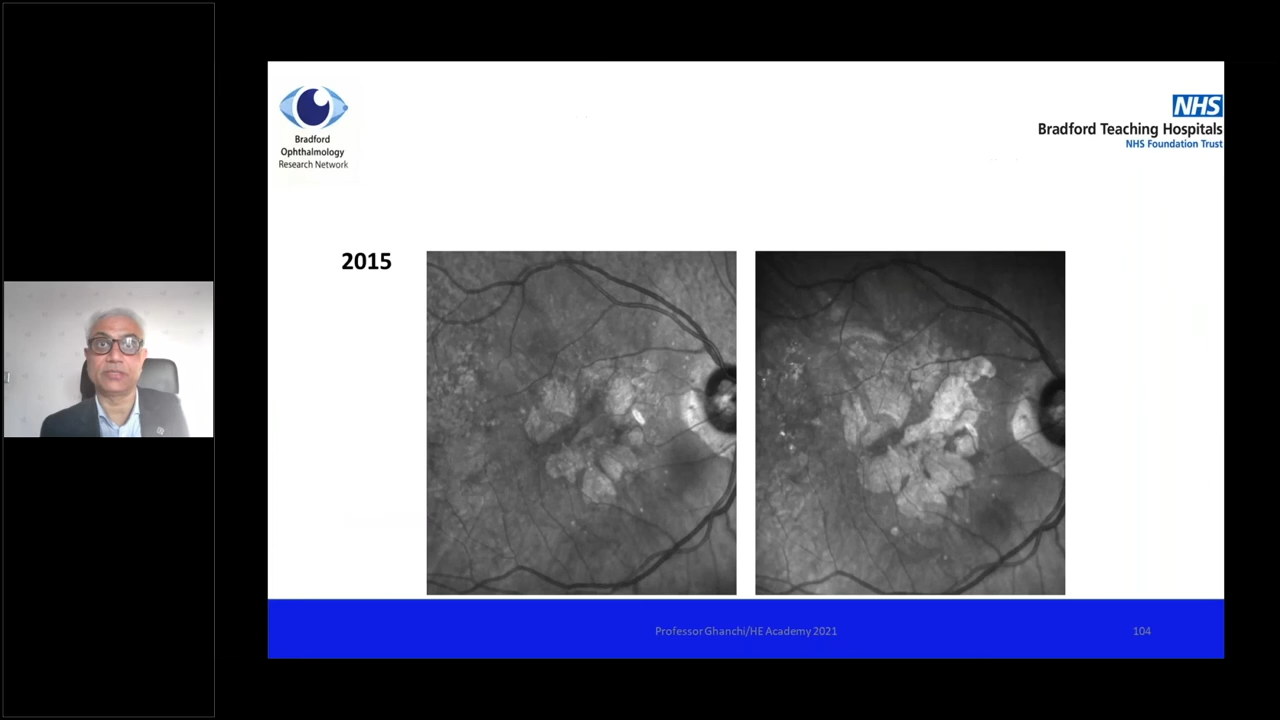 Bradford
Ophthalmology
Research Network
NHS
Bradford Teaching Hospitals
NHS Foundation Trust
2015
Professor Ghanchi/HE Academy 2021
104